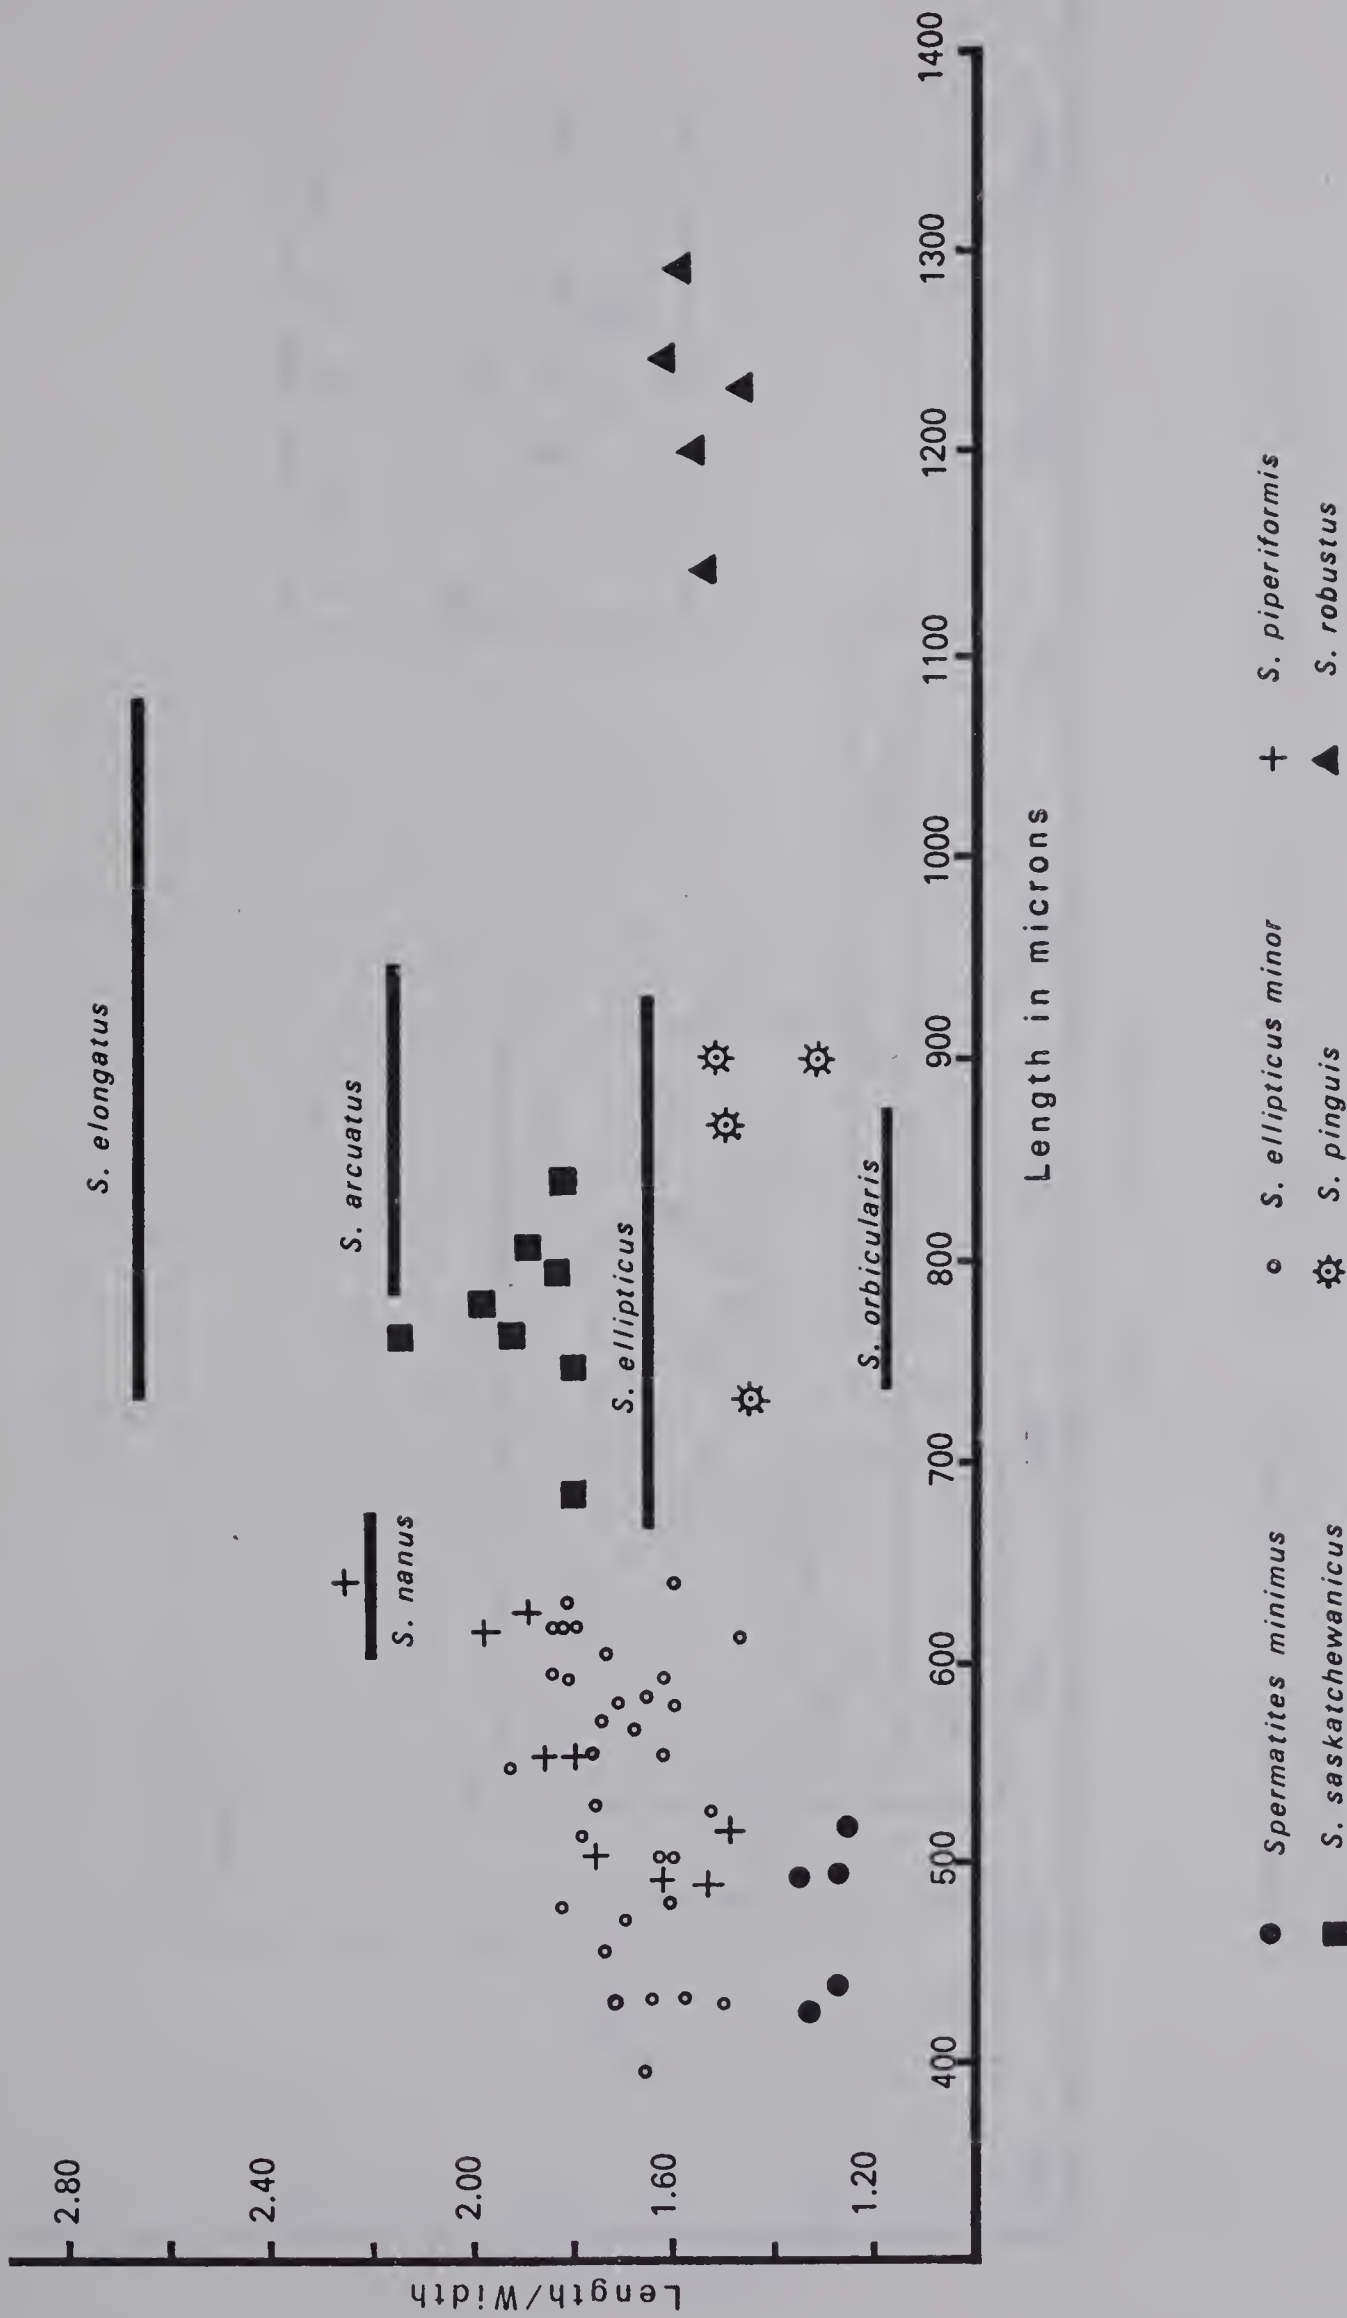 2.80
2.40
2.00
1.60
1.20
Length/Width
S. elongatus
S. arcuatus
S. nanus
S. ellipticus
S. orbicularis
400 500 600 700 800 900 1000 1100 1200 1300 1400
Length in microns
Spermatites minimus S. ellipticus minor S. piperiformis
S. saskatchewanicus S. pinguis S. robustus